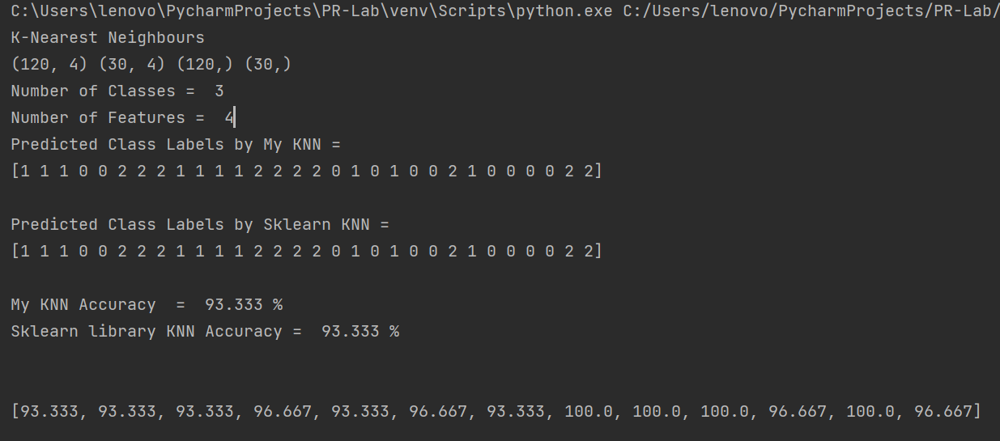 C:\Users\lenovo\PycharmProjects\PR-Lab\venv\Scripts\python.exe C:/Users/lenovo/PycharmProjects/PR-Lab/
K-Nearest Neighbours
(120, 4) (30, 4) (120,) (30,)
Number of Classes =  3
Number of Features =  4
Predicted Class Labels by My KNN =
[1 1 1 0 0 2 2 2 1 1 1 1 2 2 2 2 0 1 0 1 0 0 2 1 0 0 0 0 2 2]
Predicted Class Labels by Sklearn KNN =
[1 1 1 0 0 2 2 2 1 1 1 1 2 2 2 2 0 1 0 1 0 0 2 1 0 0 0 0 2 2]
My KNN Accuracy  =  93.333 %
Sklearn library KNN Accuracy =  93.333 %
[93.333, 93.333, 93.333, 96.667, 93.333, 96.667, 93.333, 100.0, 100.0, 100.0, 96.667, 100.0, 96.667]